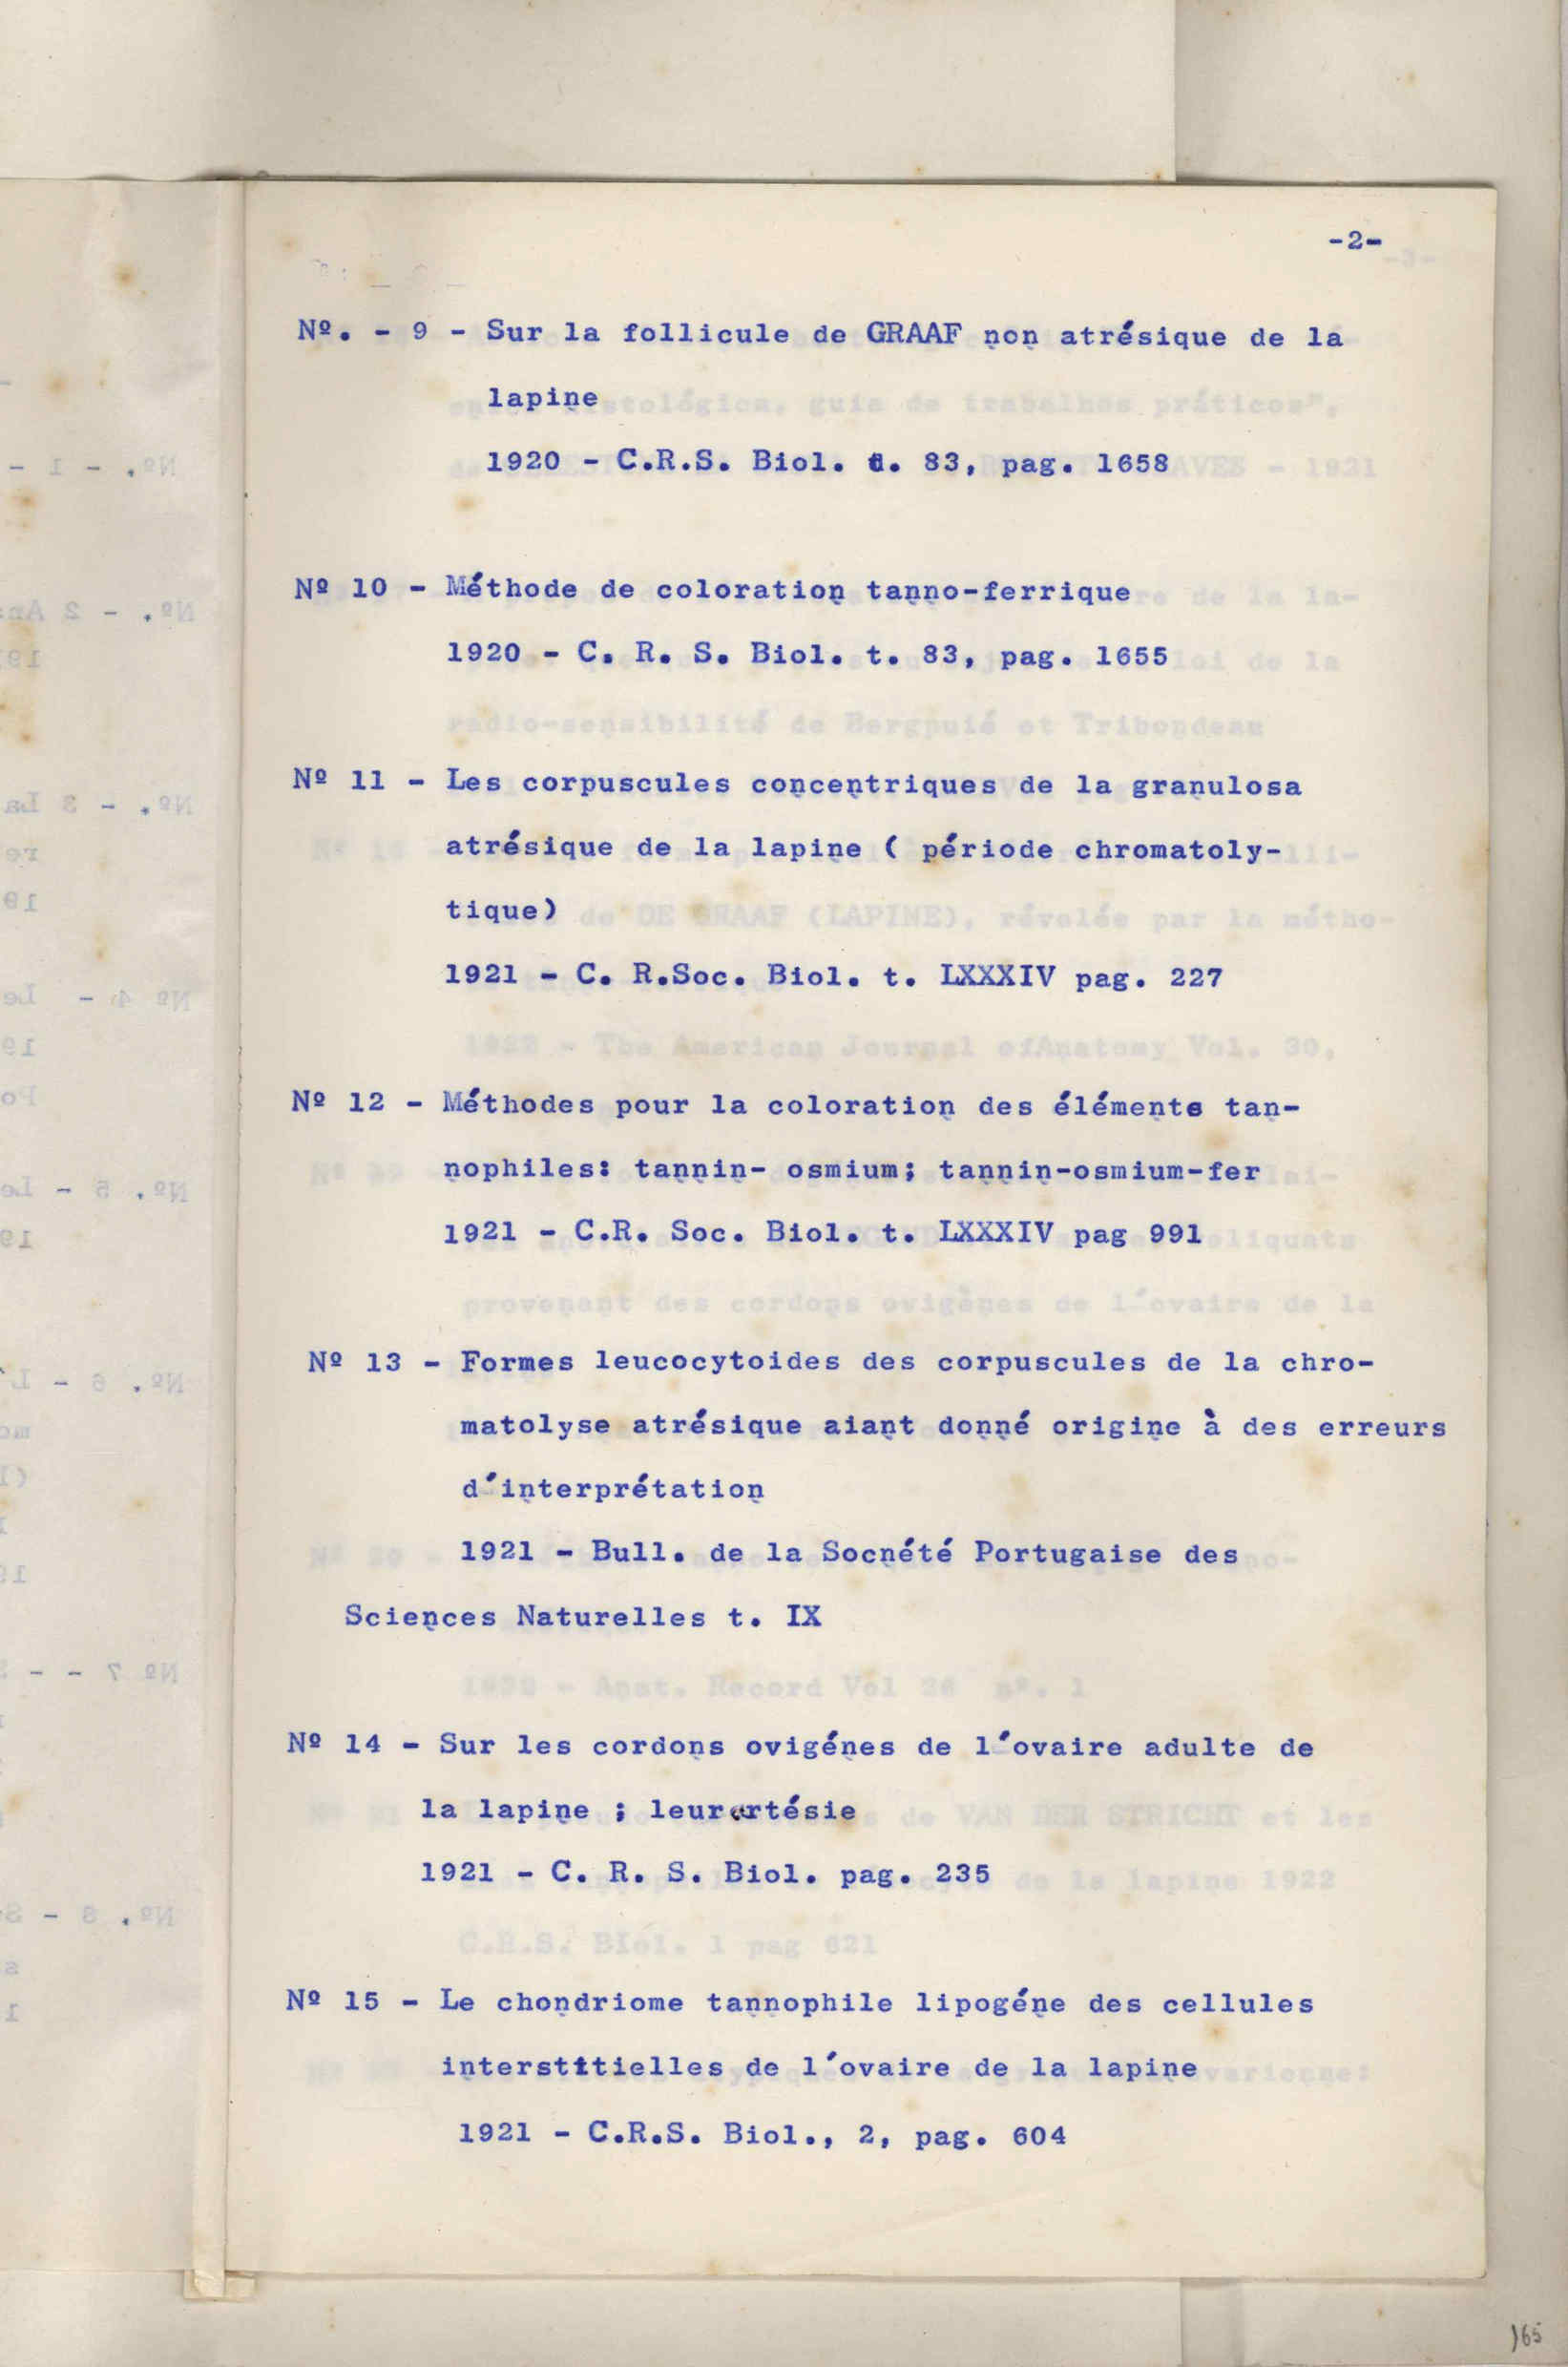 -2-
Nº. - 9 - Sur la follicule de GRAAF non atrésique de la
lapine
1920 - C.R.S. Biol. t. 83, pag. 1658
Nº 10 - Méthode de coloration tanno-ferrique
1920 - C. R. S. Biol. t. 83, pag. 1655
Nº 11 - Les corpuscules concentriques de la granulosa
atrésique de la lapine ( période chromatoly-
tique)
1921 - C. R.Soc. Biol. t. LXXXIV pag. 227
Nº 12 - Méthodes pour la coloration des éléments tan-
nophiles: tannin- osmium; tannin-osmium-fer
1921 - C.R. Soc. Biol. t. LXXXIV pag 991
Nº 13 - Formes leucocytoides des corpuscules de la chro-
matolyse atrésique aiant donné origine à des erreurs
d´interprétation
1921 - Bull. de la Socnété Portugaise des
Sciences Naturelles t. IX
Nº 14 - Sur les cordons ovigénes de l´ovaire adulte de
la lapine ; leur artésie
1921 - C. R. S. Biol. pag. 235
Nº 15 - Le chondriome tannophile lipogéne des cellules
interstitielles de l´ovaire de la lapine
1921 - C.R.S. Biol., 2, pag. 604
165